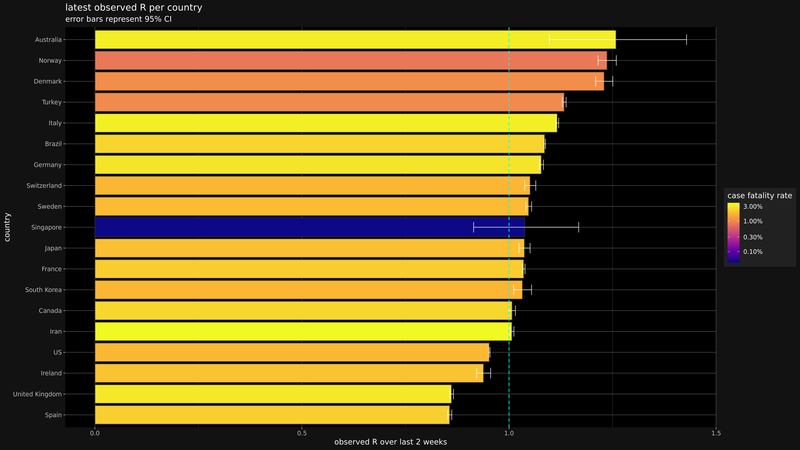 latest observed R per country
error bars represent 95% CI
Australia
Norway
Denmark
Turkey
Italy
Brazil
Germany
Switzerland
Sweden
Singapore
Japan
France
South Korea
Canada
Iran
US
Ireland
United Kingdom
Spain
country
0.0 0.5 1.0 1.5
observed R over last 2 weeks
case fatality rate
3.00%
1.00%
0.30%
0.10%